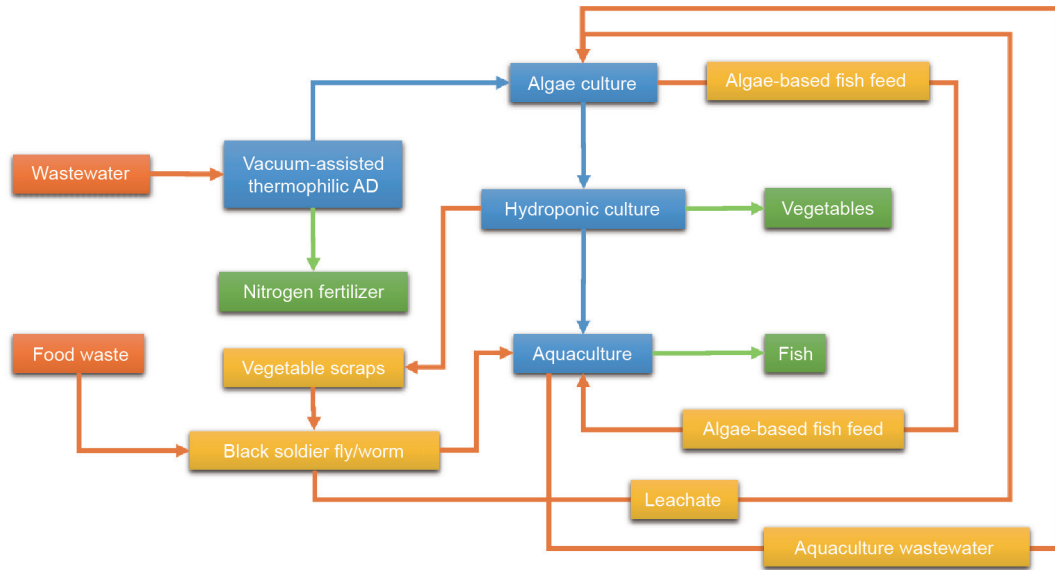 Algae culture
Algae-based fish feed
Wastewater
Vacuum-assisted
thermophilic AD
Hydroponic culture
Vegetables
Nitrogen fertilizer
Food waste
Vegetable scraps
Aquaculture
Fish
Black soldier fly/worm
Algae-based fish feed
Leachate
Aquaculture wastewater